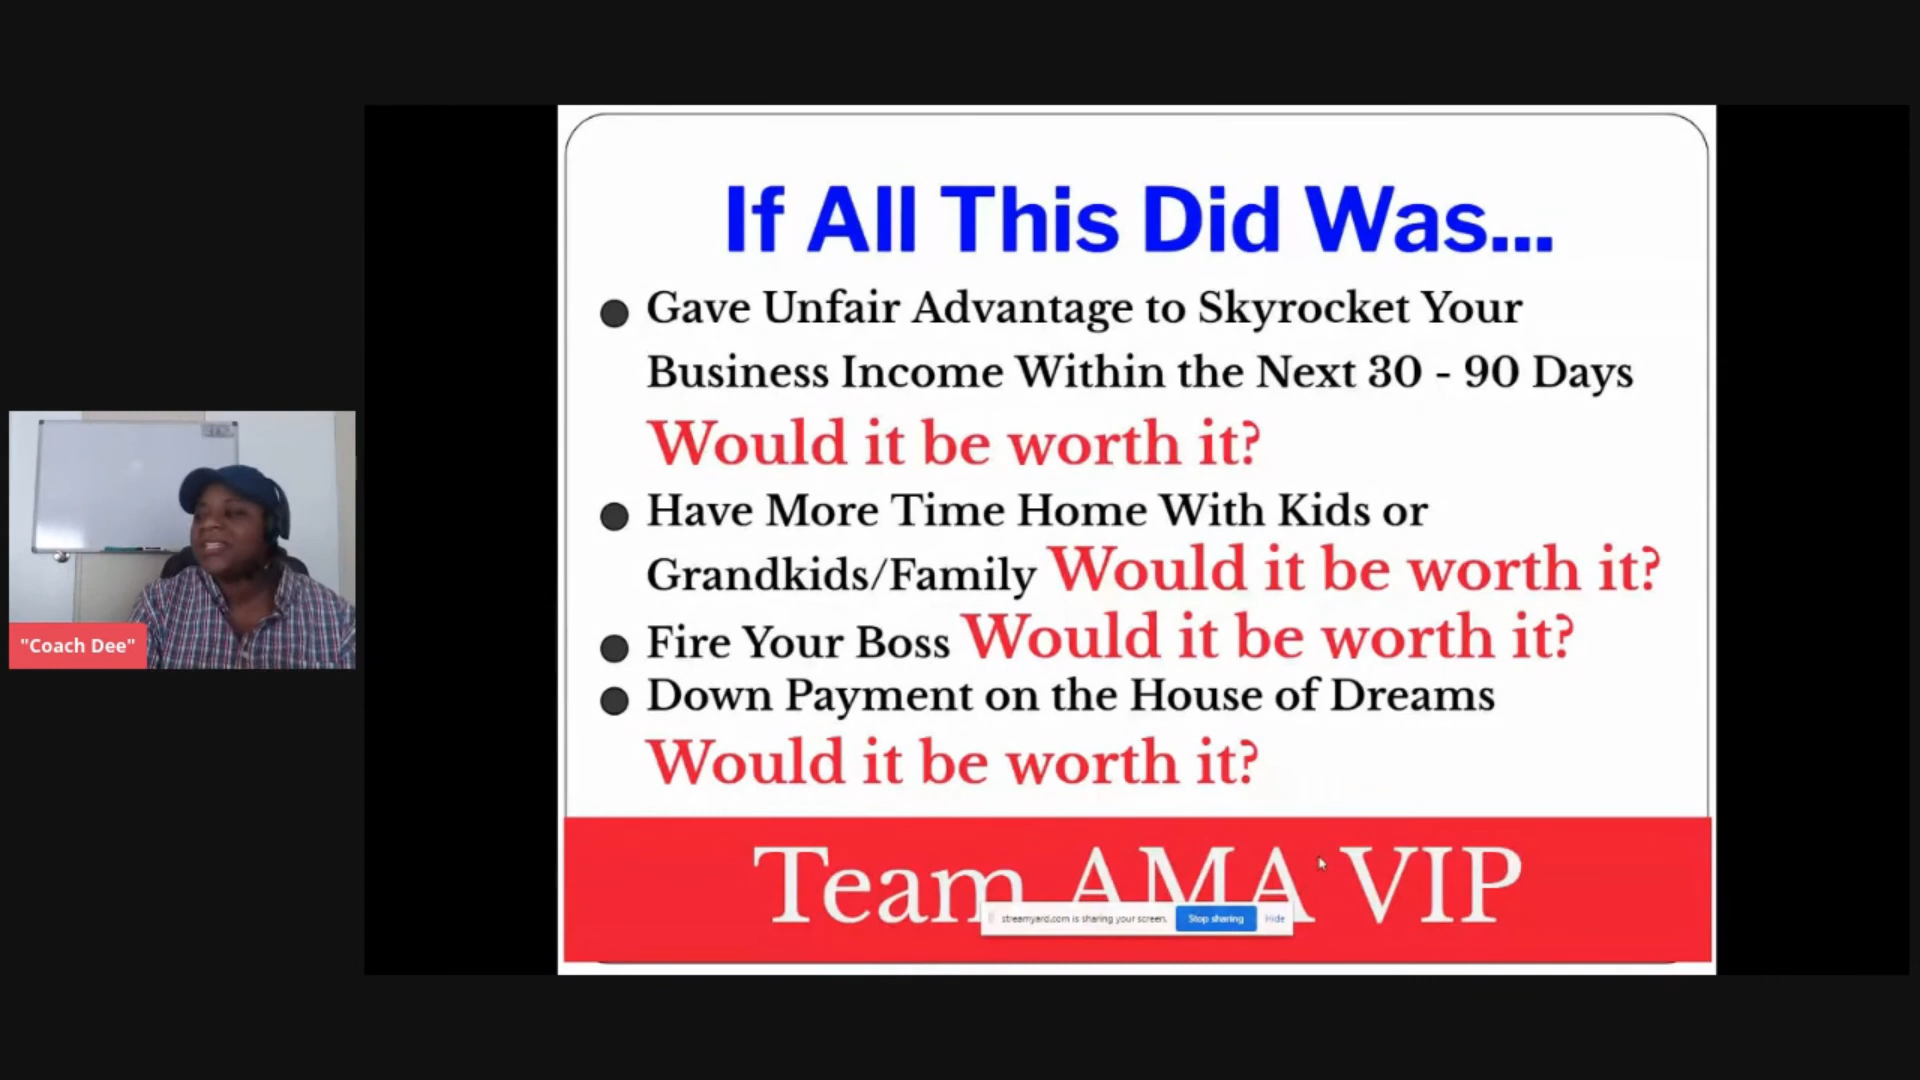 If All This Did Was...
Gave Unfair Advantage to Skyrocket Your
Business Income Within the Next 30 - 90 Days
Would it be worth it?
Have More Time Home With Kids or
Grandkids/Family Would it be worth it?
Fire Your Boss Would it be worth it?
Down Payment on the House of Dreams
Would it be worth it?
"Coach Dee"
Team AMA VIP
streamyard.com is sharing your screen. Stop sharing Hide